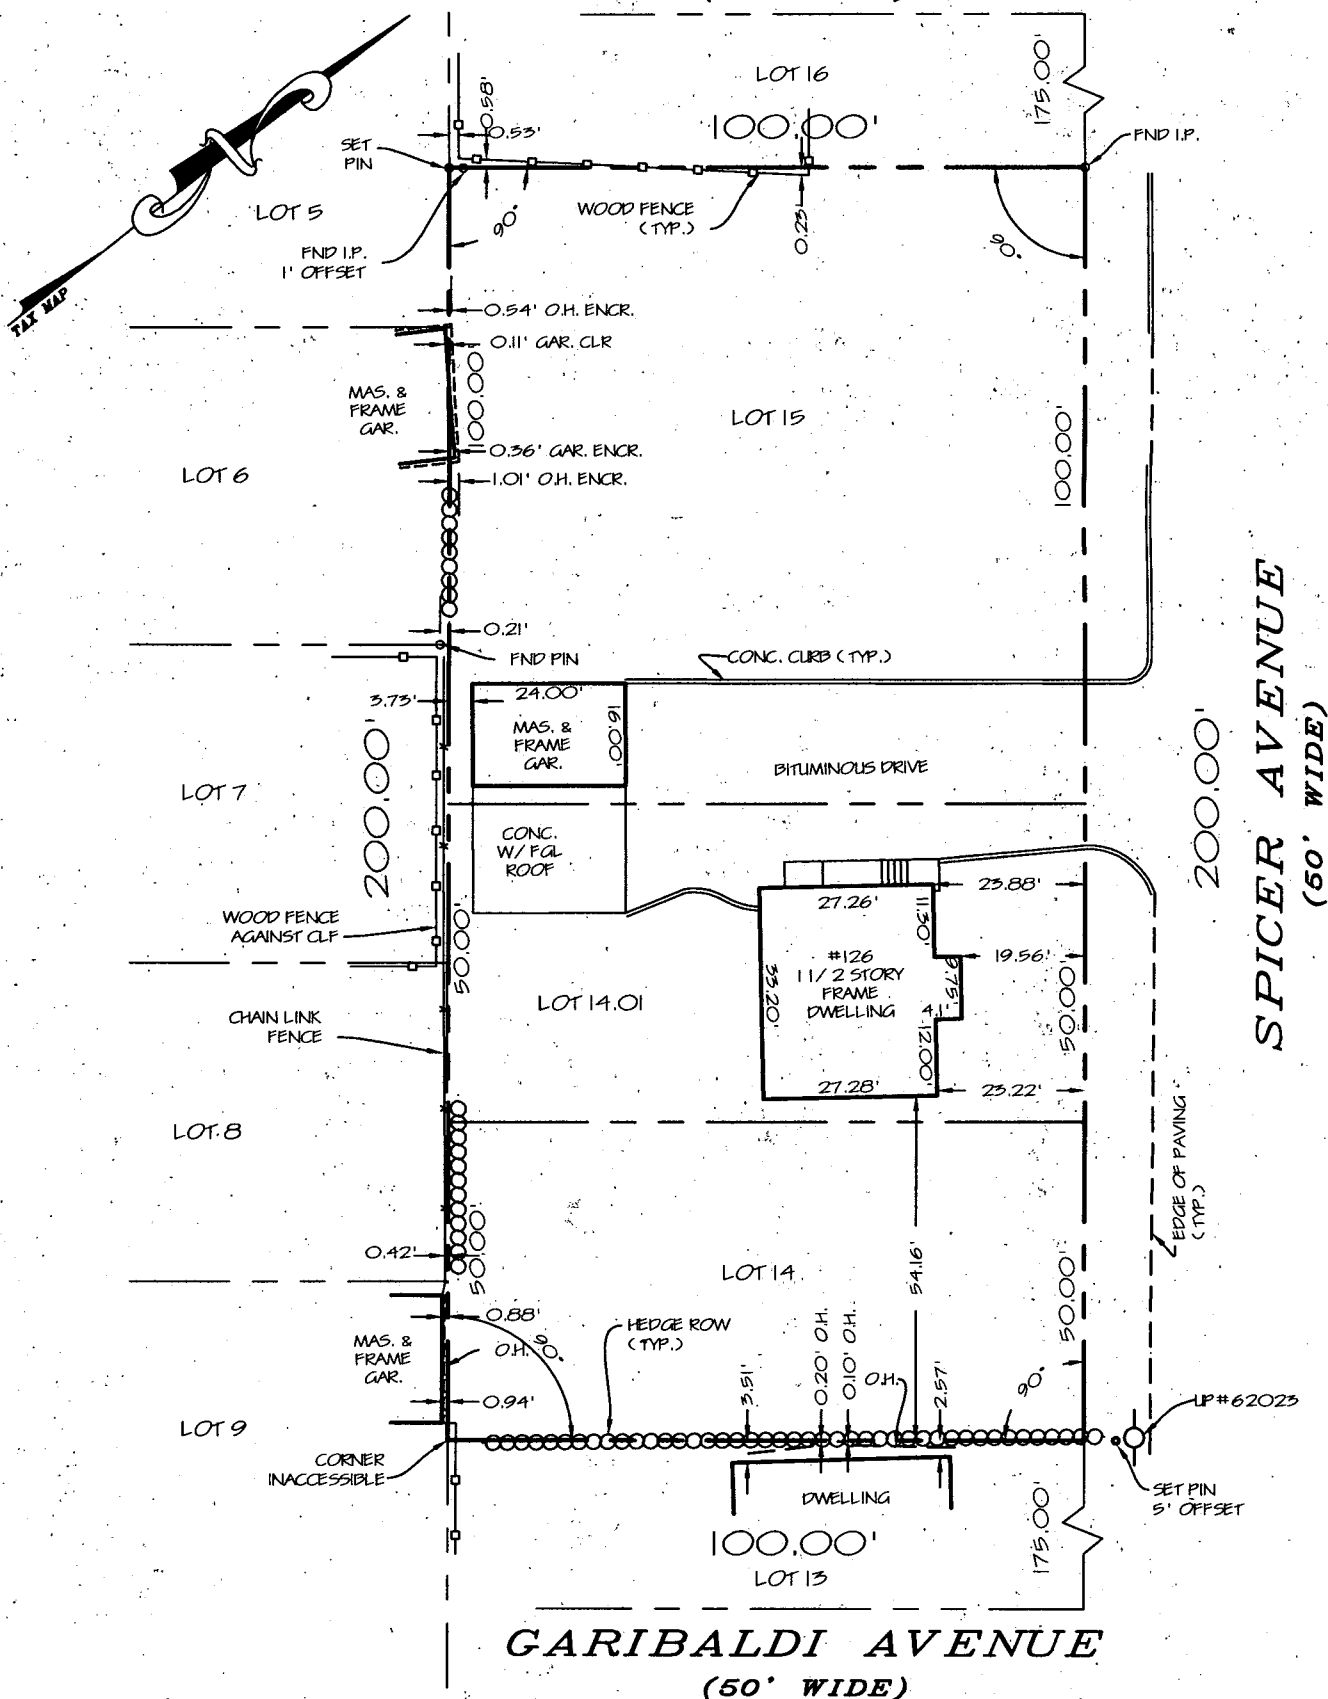 LOT 16
175.00'
100.00'
0.58'
0.53'
SET
PIN
FND I.P.
LOT 5
90°
WOOD FENCE
(TYP.)
0.23'
90°
FND I.P.
1' OFFSET
TAX MAP
0.54' O.H. ENCR.
0.11' GAR. CLR
100.00'
MAS. &
FRAME
GAR.
LOT 15
100.00'
0.36' GAR. ENCR.
LOT 6
1.01' O.H. ENCR.
0.21'
FND PIN
CONC. CURB (TYP.)
3.73'
24.00'
16.00'
MAS. &
FRAME
GAR.
200.00'
BITUMINOUS DRIVE
200.00'
SPICER AVENUE
(50' WIDE)
LOT 7
CONC.
W/ FGL
ROOF
23.88'
27.26'
11.30'
WOOD FENCE
AGAINST CLF
50.00'
#126
1 1/2 STORY
FRAME
DWELLING
19.56'
9.75'
33.20'
4.1'
50.00'
LOT 14.01
CHAIN LINK
FENCE
12.00'
27.28'
23.22'
LOT 8
EDGE OF PAVING
(TYP.)
50.00'
0.42'
LOT 14
54.16'
50.00'
0.88'
HEDGE ROW
(TYP.)
MAS. &
FRAME
GAR.
O.H.
90°
0.20' O.H.
0.10' O.H.
O.H.
3.51'
2.57'
90°
0.94'
UP#62023
LOT 9
CORNER
INACCESSIBLE
DWELLING
SET PIN
5' OFFSET
100.00'
175.00'
LOT 13
GARIBALDI AVENUE
(50' WIDE)